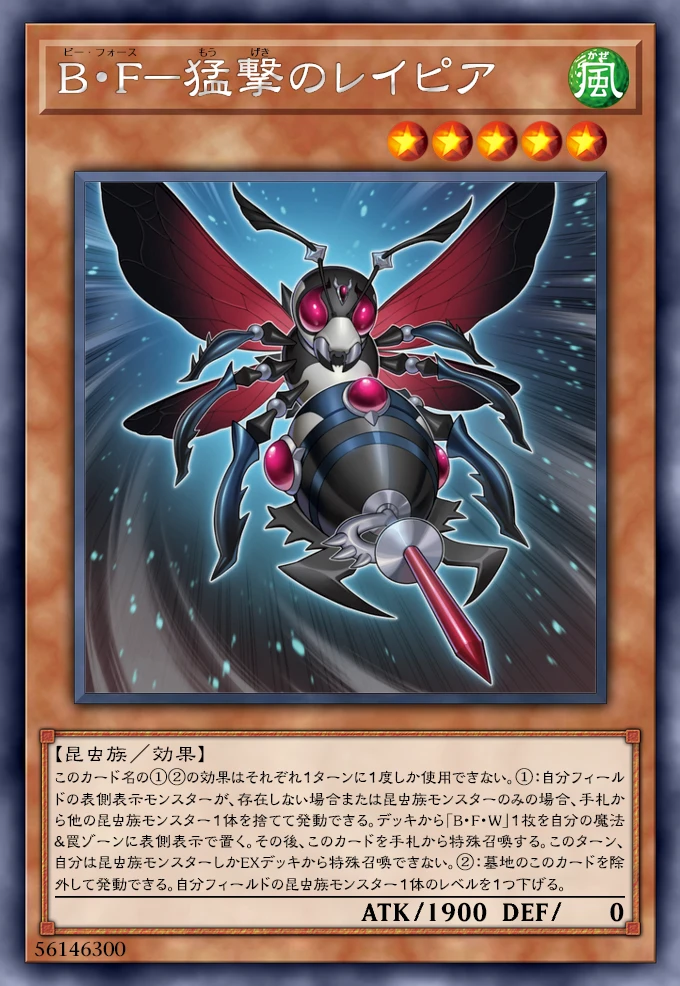 ビー・フォース もう げき
B・F－猛撃のレイピア
かぜ
風
【昆虫族／効果】
このカード名の①②の効果はそれぞれ1ターンに1度しか使用できない。①：自分フィール
ドの表側表示モンスターが、存在しない場合または昆虫族モンスターのみの場合、手札か
ら他の昆虫族モンスター1体を捨てて発動できる。デッキから「B・F・W」1枚を自分の魔法
&罠ゾーンに表側表示で置く。その後、このカードを手札から特殊召喚する。このターン、
自分は昆虫族モンスターしかEXデッキから特殊召喚できない。②：墓地のこのカードを除
外して発動できる。自分フィールドの昆虫族モンスター1体のレベルを1つ下げる。
ATK/1900 DEF/ 0
56146300